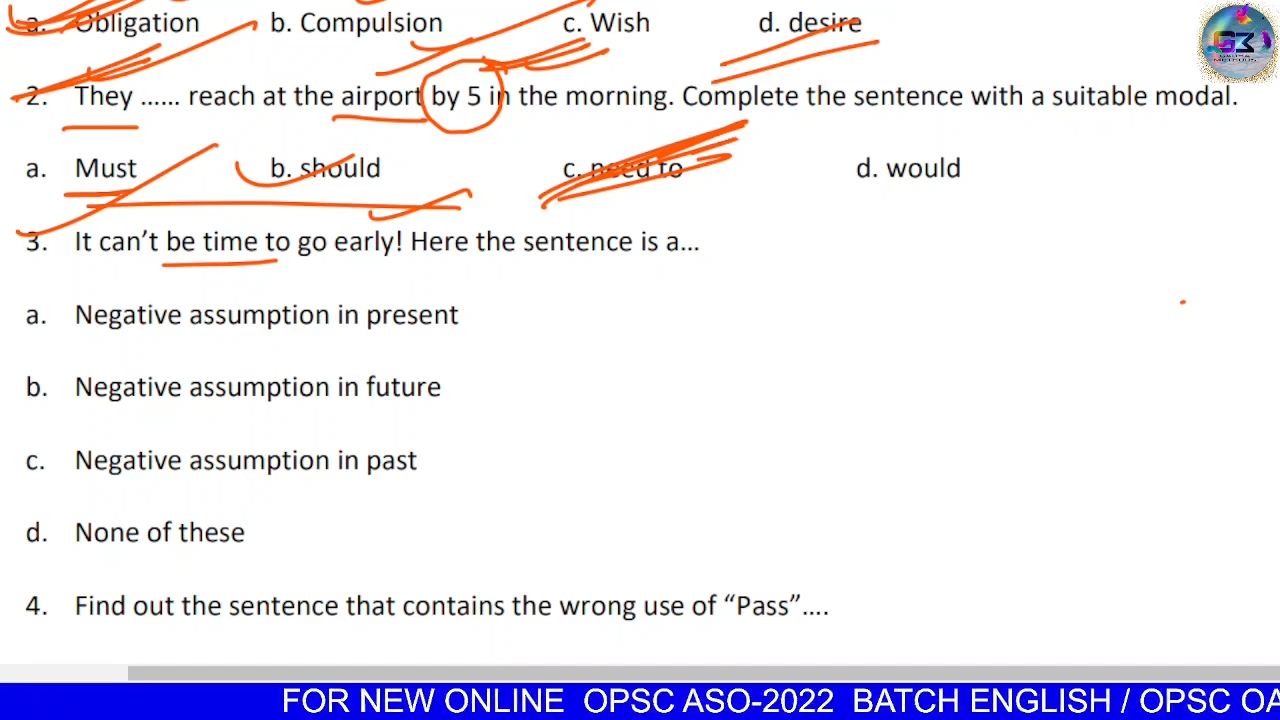 a. Obligation b. Compulsion c. Wish d. desire
2. They ...... reach at the airport by 5 in the morning. Complete the sentence with a suitable modal.
a. Must b. should c. need to d. would
3. It can’t be time to go early! Here the sentence is a...
a. Negative assumption in present
b. Negative assumption in future
c. Negative assumption in past
d. None of these
4. Find out the sentence that contains the wrong use of “Pass”....
FOR NEW ONLINE OPSC ASO-2022 BATCH ENGLISH / OPSC OA